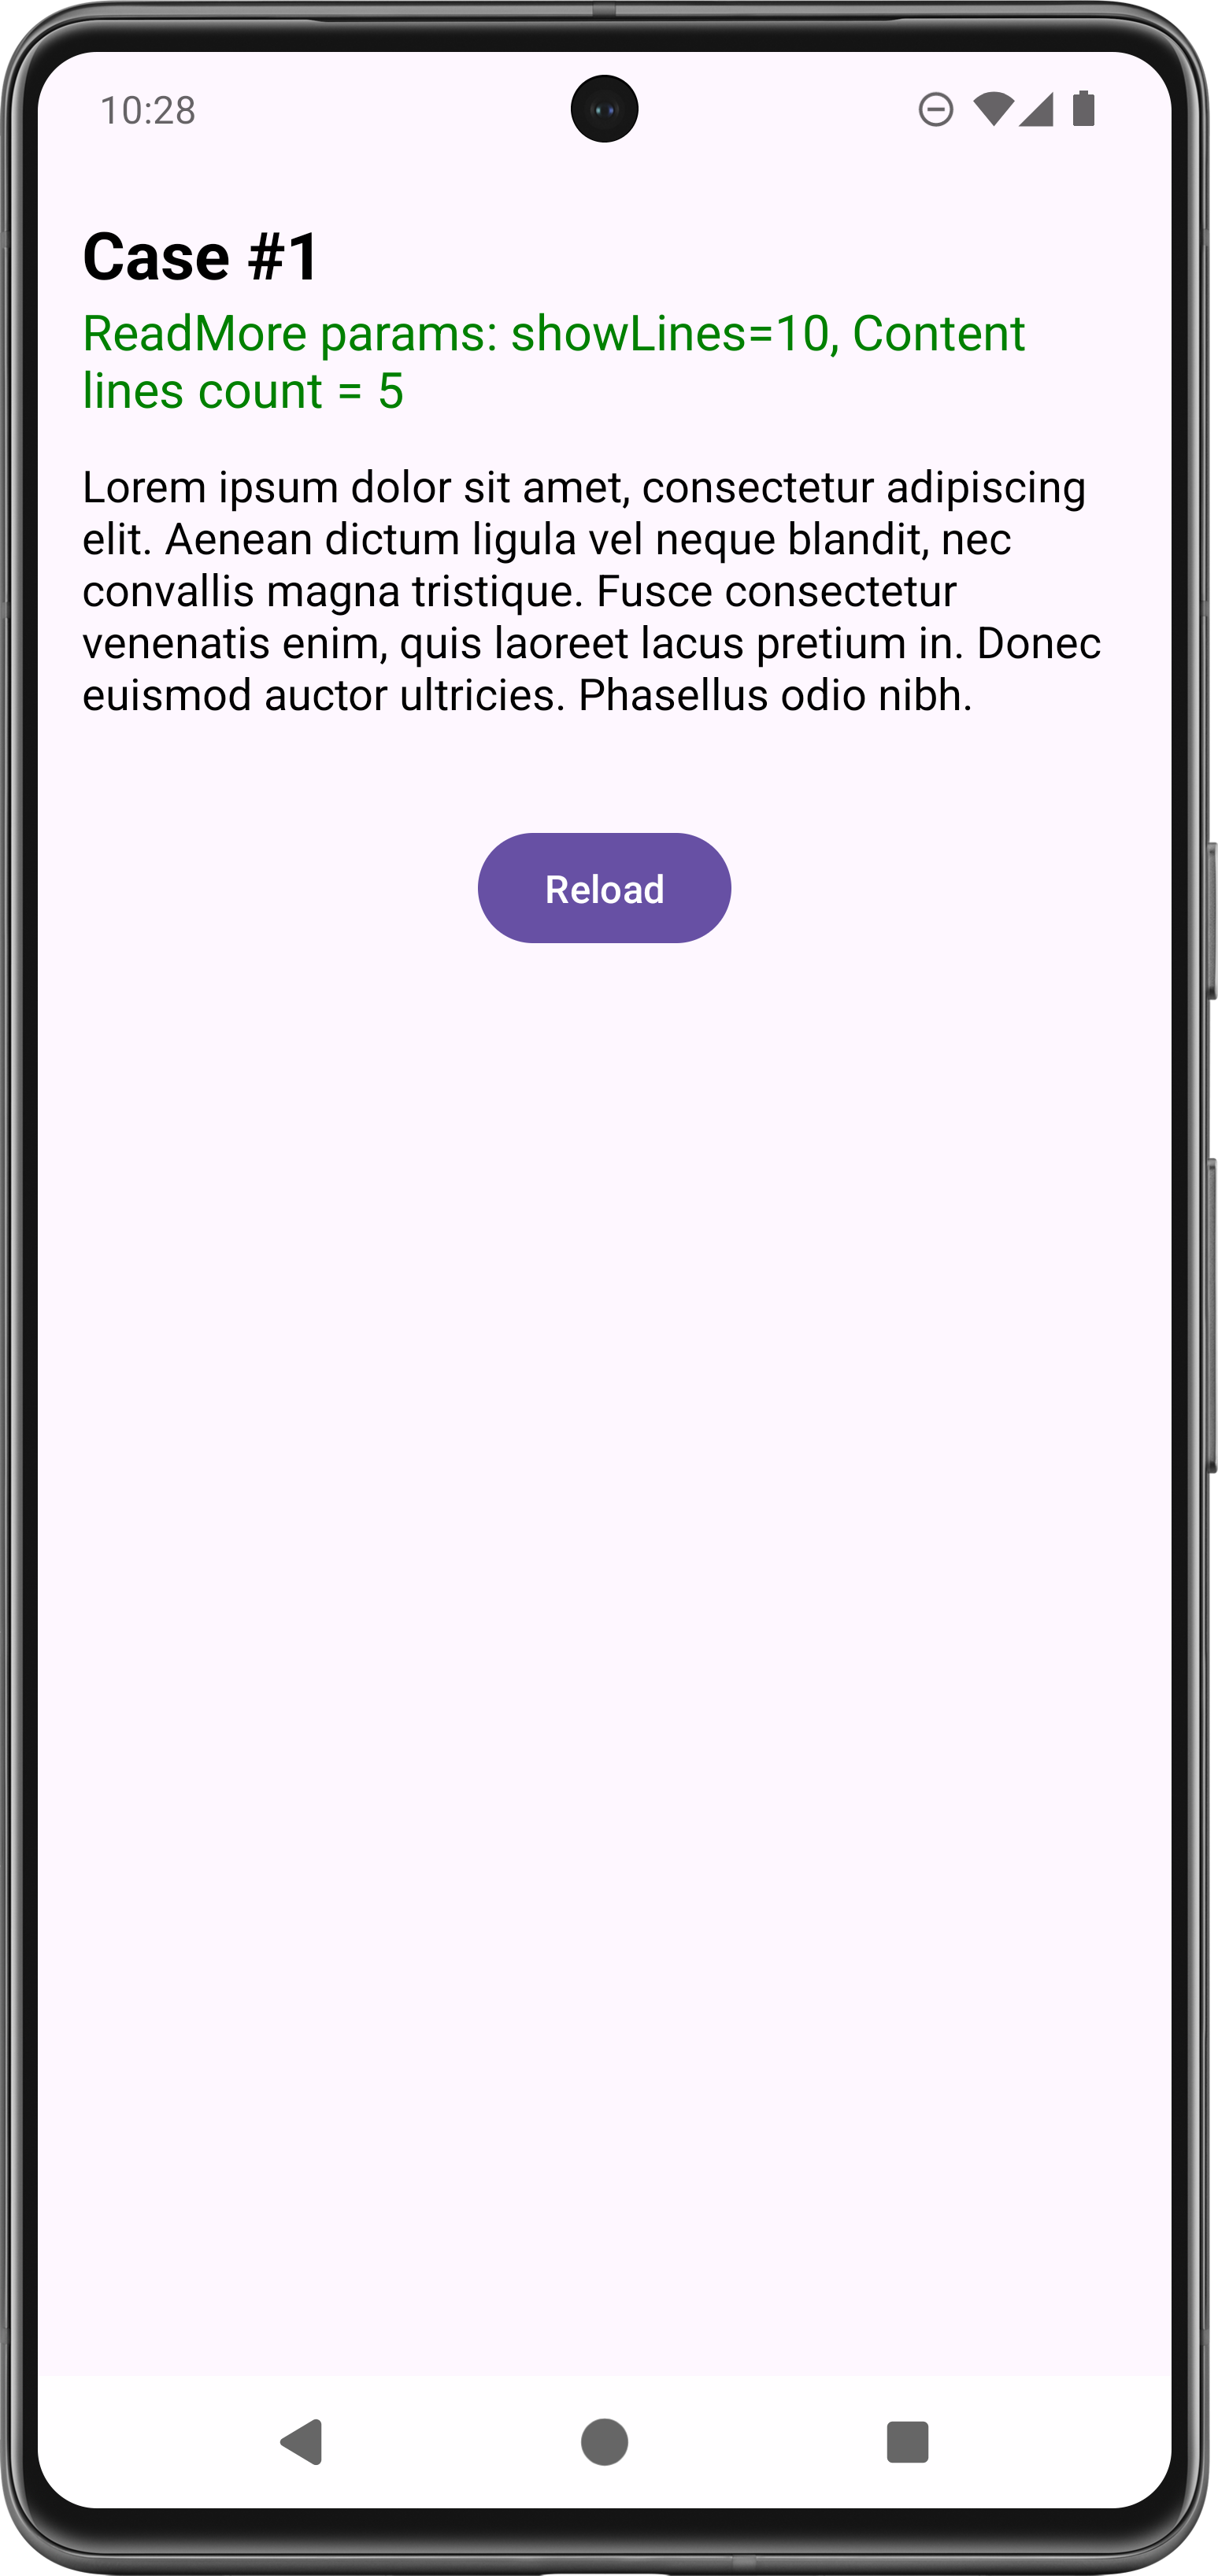 10:28
Case #1
ReadMore params: showLines=10, Content
lines count = 5
Lorem ipsum dolor sit amet, consectetur adipiscing
elit. Aenean dictum ligula vel neque blandit, nec
convallis magna tristique. Fusce consectetur
venenatis enim, quis laoreet lacus pretium in. Donec
euismod auctor ultricies. Phasellus odio nibh.
Reload